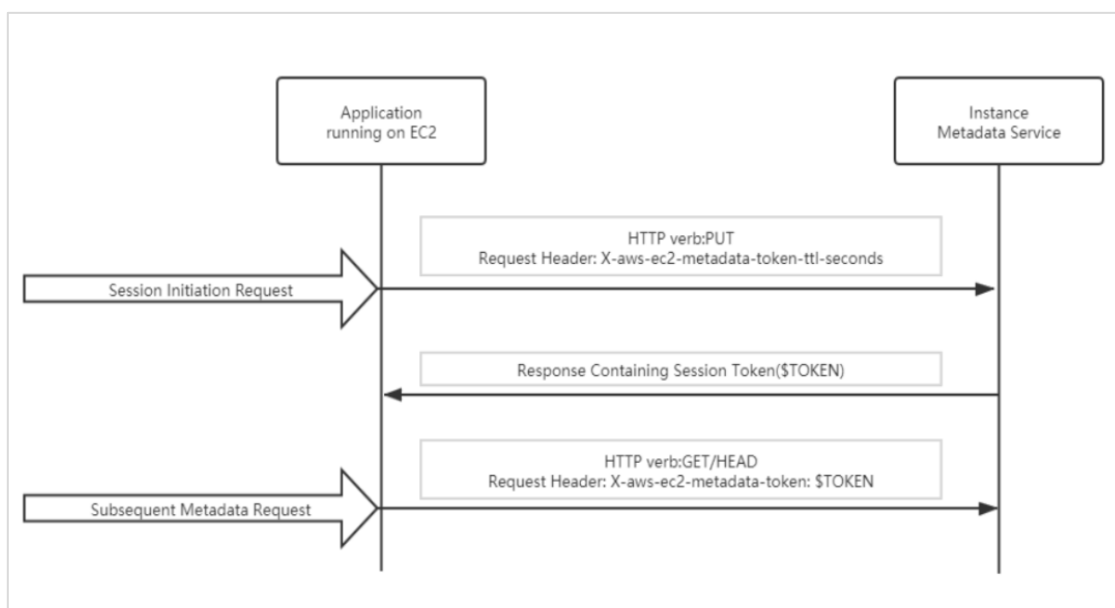 Application
running on EC2
Instance
Metadata Service
HTTP verb:PUT
Request Header: X-aws-ec2-metadata-token-ttl-seconds
Session Initiation Request
Response Containing Session Token($TOKEN)
HTTP verb:GET/HEAD
Request Header: X-aws-ec2-metadata-token: $TOKEN
Subsequent Metadata Request